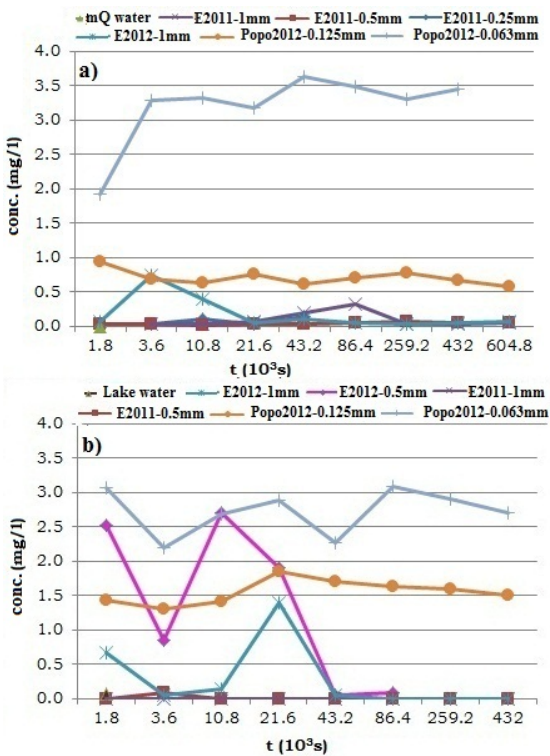 mQ water E2011-1mm E2011-0.5mm E2011-0.25mm
E2012-1mm Popo2012-0.125mm Popo2012-0.063mm
a)
4.0
3.5
3.0
2.5
2.0
1.5
1.0
0.5
0.0
conc. (mg/l)
1.8 3.6 10.8 21.6 43.2 86.4 259.2 432 604.8
t (10³s)
Lake water E2012-1mm E2012-0.5mm E2011-1mm
E2011-0.5mm Popo2012-0.125mm Popo2012-0.063mm
b)
4.0
3.5
3.0
2.5
2.0
1.5
1.0
0.5
0.0
conc. (mg/l)
1.8 3.6 10.8 21.6 43.2 86.4 259.2 432
t (10³s)